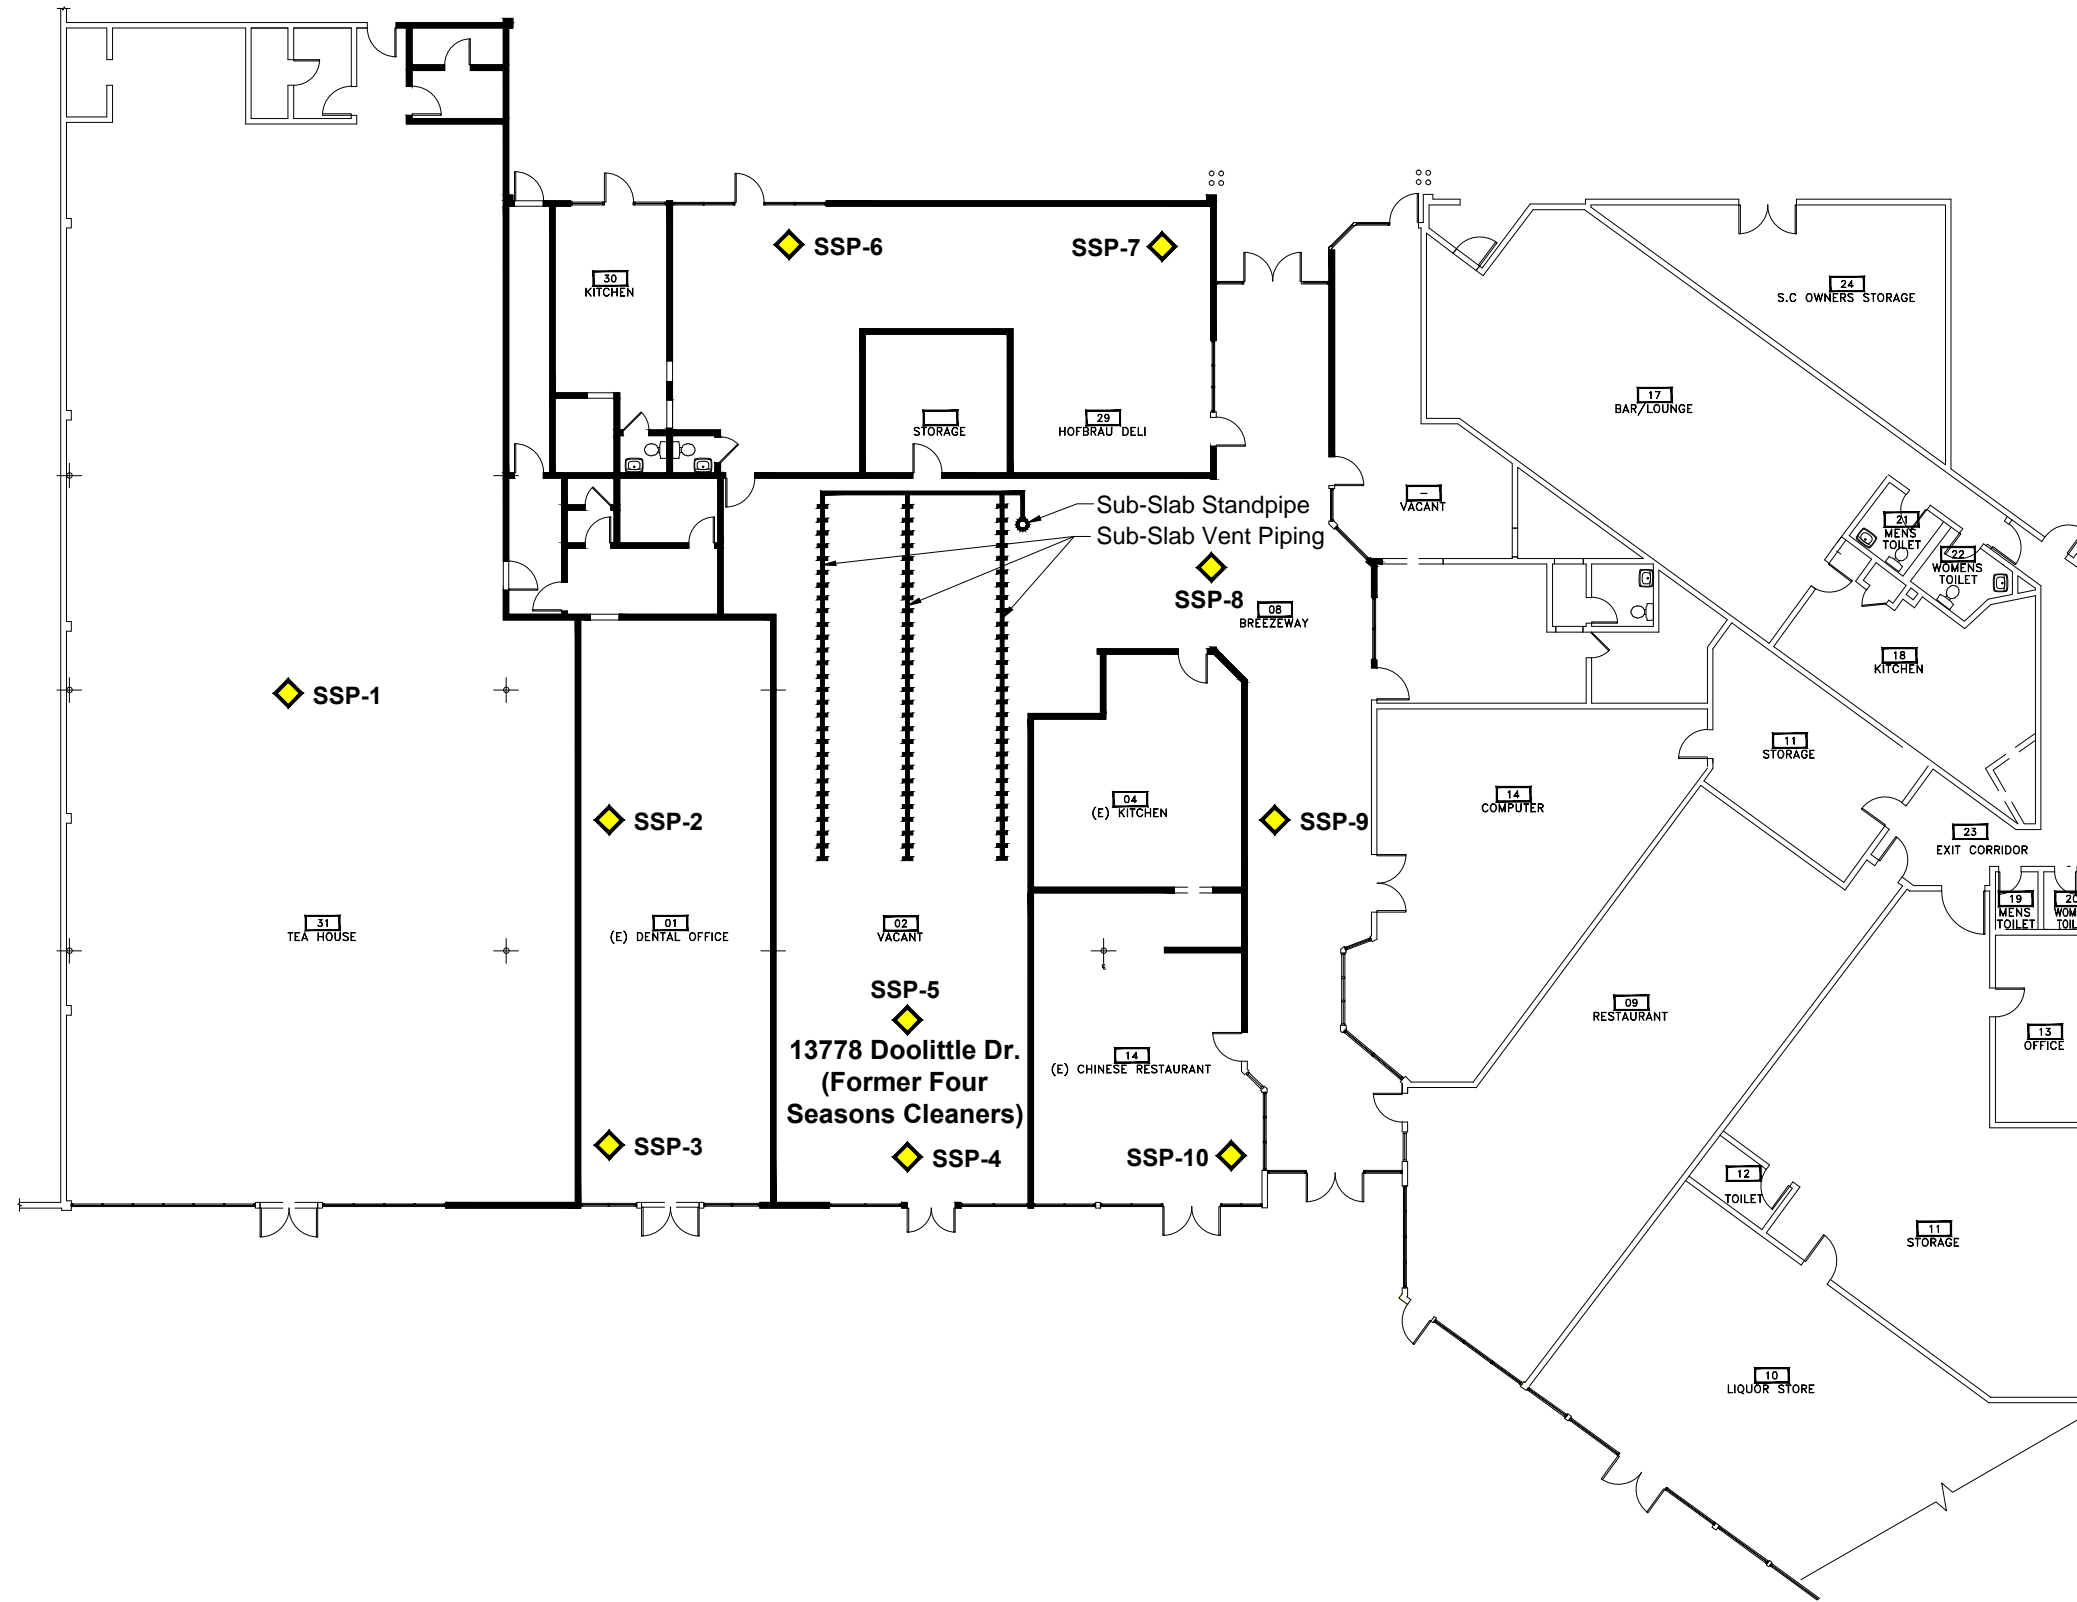 SSP-6
SSP-7
30
KITCHEN
24
S.C OWNERS STORAGE
17
BAR/LOUNGE
STORAGE
29
HOFBRAU DELI
Sub-Slab Standpipe
Sub-Slab Vent Piping
–
VACANT
21
MENS
TOILET
22
WOMENS
TOILET
SSP-8
08
BREEZEWAY
18
KITCHEN
SSP-1
11
STORAGE
SSP-2
04
(E) KITCHEN
SSP-9
14
COMPUTER
23
EXIT CORRIDOR
19
MENS
TOILET
20
WOM
TOIL
31
TEA HOUSE
01
(E) DENTAL OFFICE
02
VACANT
SSP-5
13778 Doolittle Dr.
(Former Four
Seasons Cleaners)
09
RESTAURANT
13
OFFICE
14
(E) CHINESE RESTAURANT
SSP-3
SSP-4
SSP-10
12
TOILET
11
STORAGE
10
LIQUOR STORE